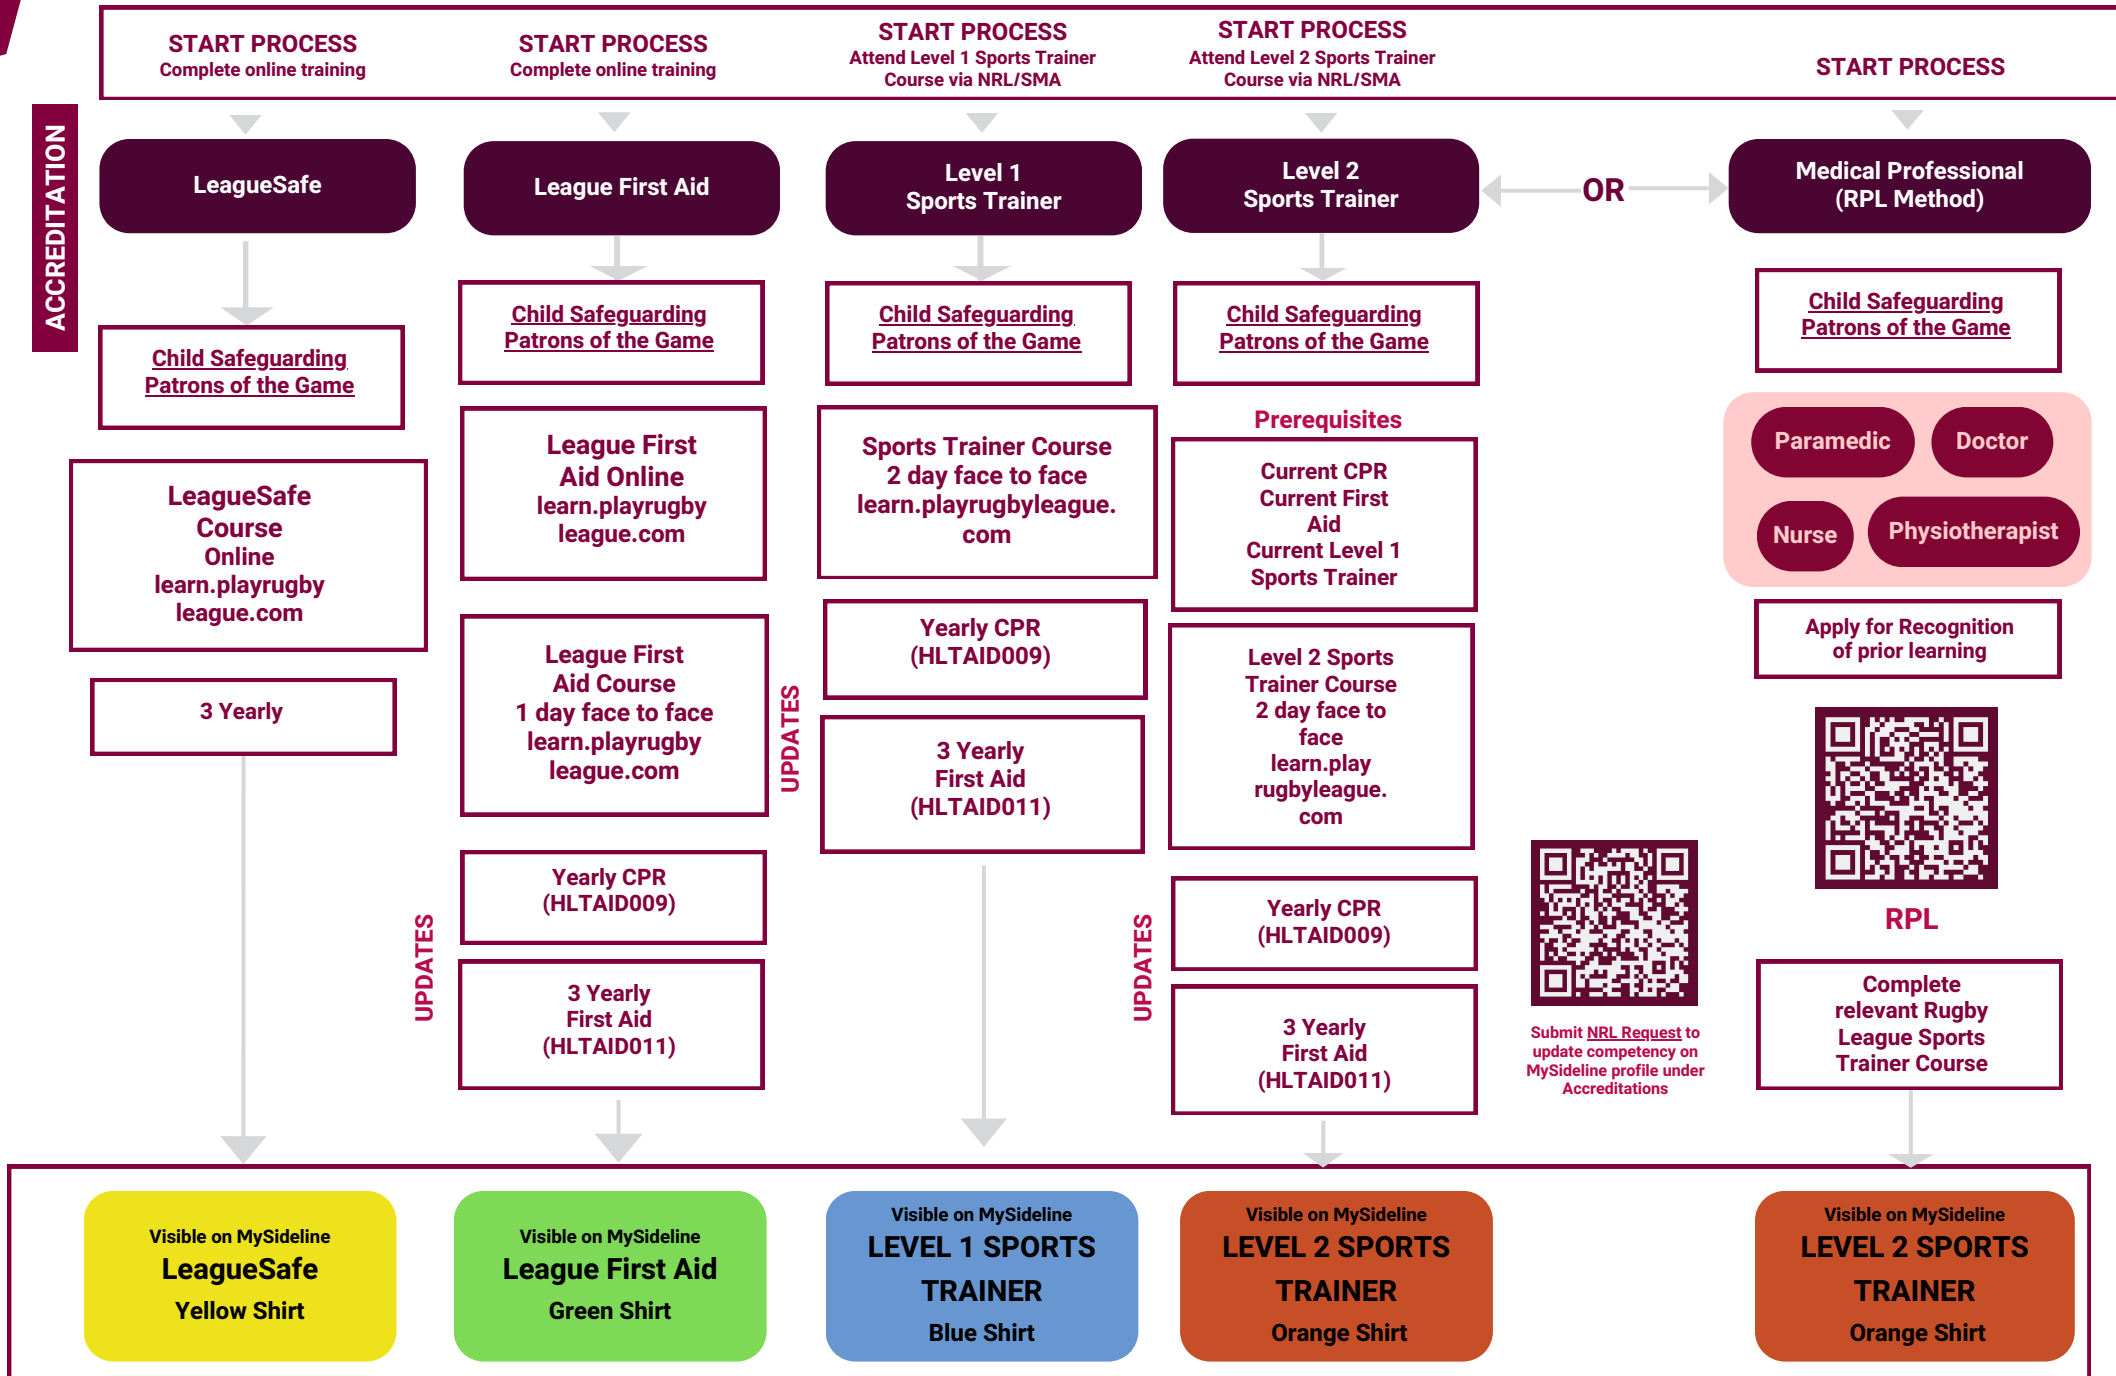 START PROCESS
Complete online training
START PROCESS
Complete online training
START PROCESS
Attend Level 1 Sports Trainer
Course via NRL/SMA
START PROCESS
Attend Level 2 Sports Trainer
Course via NRL/SMA
START PROCESS
ACCREDITATION
LeagueSafe
League First Aid
Level 1
Sports Trainer
Level 2
Sports Trainer
OR
Medical Professional
(RPL Method)
Child Safeguarding
Patrons of the Game
LeagueSafe
Course
Online
learn.playrugby
league.com
3 Yearly
Child Safeguarding
Patrons of the Game
League First
Aid Online
learn.playrugby
league.com
League First
Aid Course
1 day face to face
learn.playrugby
league.com
UPDATES
Yearly CPR
(HLTAID009)
3 Yearly
First Aid
(HLTAID011)
Child Safeguarding
Patrons of the Game
Sports Trainer Course
2 day face to face
learn.playrugbyleague.
com
UPDATES
Yearly CPR
(HLTAID009)
3 Yearly
First Aid
(HLTAID011)
Child Safeguarding
Patrons of the Game
Prerequisites
Current CPR
Current First
Aid
Current Level 1
Sports Trainer
Level 2 Sports
Trainer Course
2 day face to
face
learn.play
rugbyleague.
com
UPDATES
Yearly CPR
(HLTAID009)
3 Yearly
First Aid
(HLTAID011)
Submit NRL Request to
update competency on
MySideline profile under
Accreditations
Child Safeguarding
Patrons of the Game
Paramedic
Doctor
Nurse
Physiotherapist
Apply for Recognition
of prior learning
RPL
Complete
relevant Rugby
League Sports
Trainer Course
Visible on MySideline
LeagueSafe
Yellow Shirt
Visible on MySideline
League First Aid
Green Shirt
Visible on MySideline
LEVEL 1 SPORTS
TRAINER
Blue Shirt
Visible on MySideline
LEVEL 2 SPORTS
TRAINER
Orange Shirt
Visible on MySideline
LEVEL 2 SPORTS
TRAINER
Orange Shirt